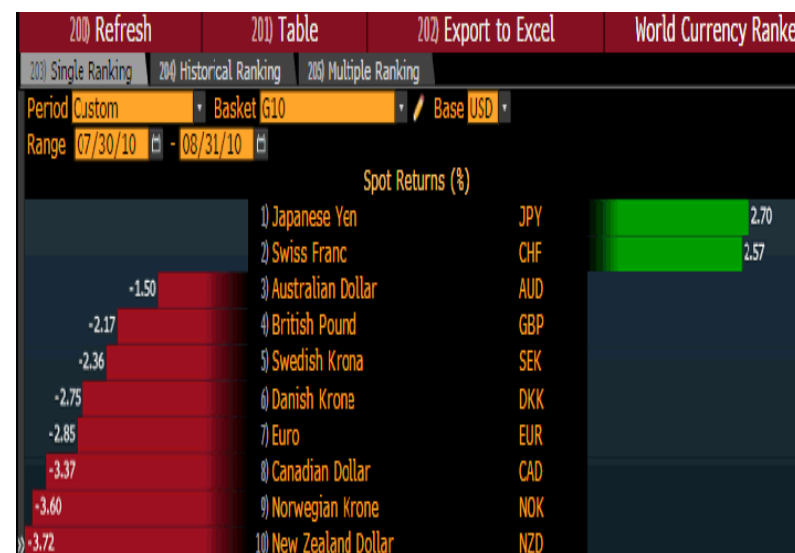 200) Refresh 201) Table 202) Export to Excel World Currency Ranke
203) Single Ranking 204) Historical Ranking 205) Multiple Ranking
Period Custom Basket G10 Base USD
Range 07/30/10 - 08/31/10
Spot Returns (%)
1) Japanese Yen JPY 2.70
2) Swiss Franc CHF 2.57
-1.50 3) Australian Dollar AUD
-2.17 4) British Pound GBP
-2.36 5) Swedish Krona SEK
-2.75 6) Danish Krone DKK
-2.85 7) Euro EUR
-3.37 8) Canadian Dollar CAD
-3.60 9) Norwegian Krone NOK
» -3.72 10) New Zealand Dollar NZD